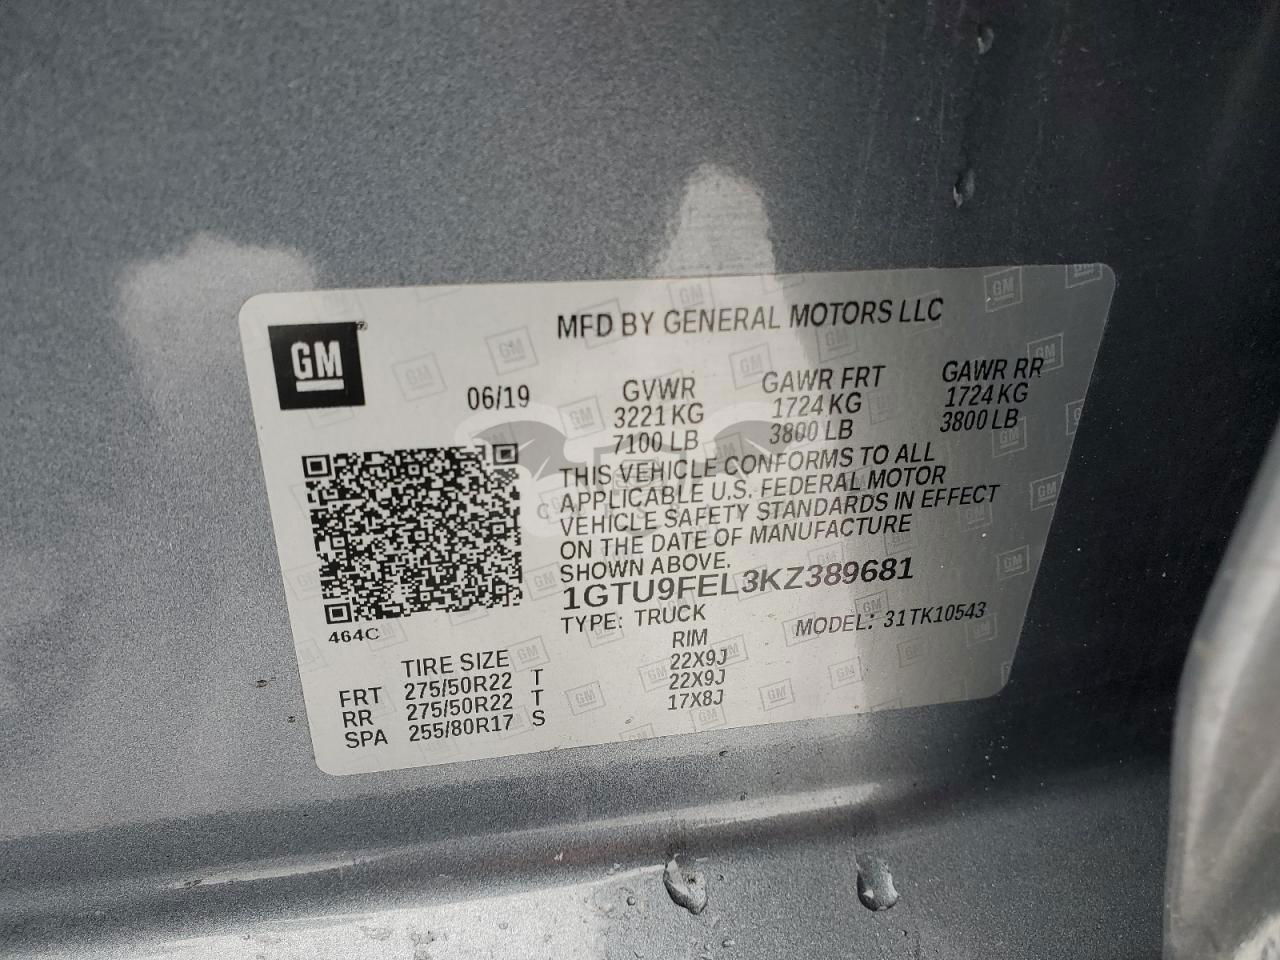 GM
MFD BY GENERAL MOTORS LLC
06/19
GVWR GAWR FRT GAWR RR
3221 KG 1724 KG 1724 KG
7100 LB 3800 LB 3800 LB
THIS VEHICLE CONFORMS TO ALL
APPLICABLE U.S. FEDERAL MOTOR
VEHICLE SAFETY STANDARDS IN EFFECT
ON THE DATE OF MANUFACTURE
SHOWN ABOVE.
1GTU9FEL3KZ389681
TYPE: TRUCK MODEL: 31TK10543
464C
TIRE SIZE RIM
FRT 275/50R22 T 22X9J
RR 275/50R22 T 22X9J
SPA 255/80R17 S 17X8J